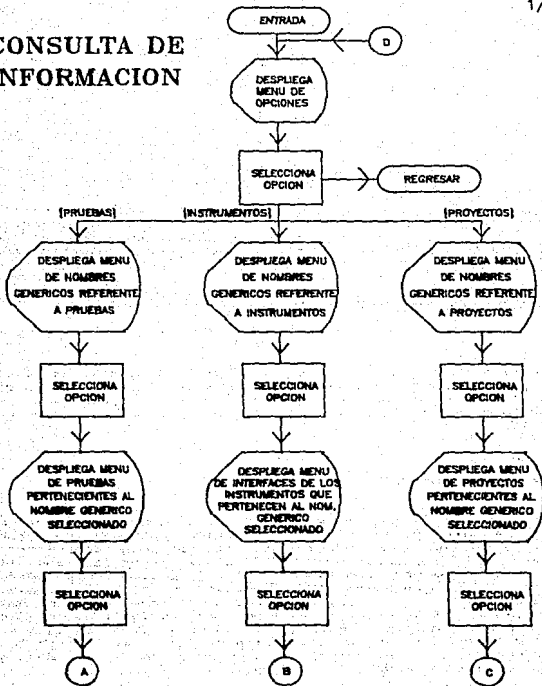 1/
CONSULTA DE
NFORMACION
ENTRADA
D
DESPLIEGA
MENU DE
OPCIONES
SELECCIONA
OPCION
REGRESAR
[PRUEBAS]
[INSTRUMENTOS]
[PROYECTOS]
DESPLIEGA MENU
DE NOMBRES
GENERICOS REFERENTE
A PRUEBAS
DESPLIEGA MENU
DE NOMBRES
GENERICOS REFERENTE
A INSTRUMENTOS
DESPLIEGA MENU
DE NOMBRES
GENERICOS REFERENTE
A PROYECTOS
SELECCIONA
OPCION
SELECCIONA
OPCION
SELECCIONA
OPCION
DESPLIEGA MENU
DE PRUEBAS
PERTENECIENTES AL
NOMBRE GENERICO
SELECCIONADO
DESPLIEGA MENU
DE INTERFACES DE LOS
INSTRUMENTOS QUE
PERTENECEN AL NOM.
GENERICO
SELECCIONADO
DESPLIEGA MENU
DE PROYECTOS
PERTENECIENTES AL
NOMBRE GENERICO
SELECCIONADO
SELECCIONA
OPCION
SELECCIONA
OPCION
SELECCIONA
OPCION
A
B
C